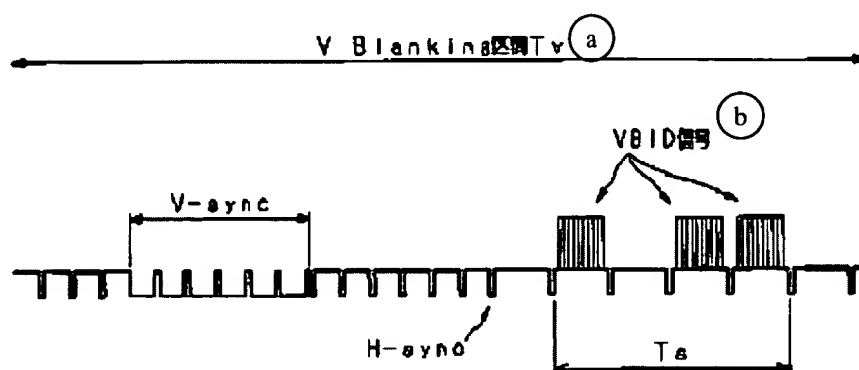 V Blanking区間Tv
a
b
VBID信号
V-sync
H-sync
Ts